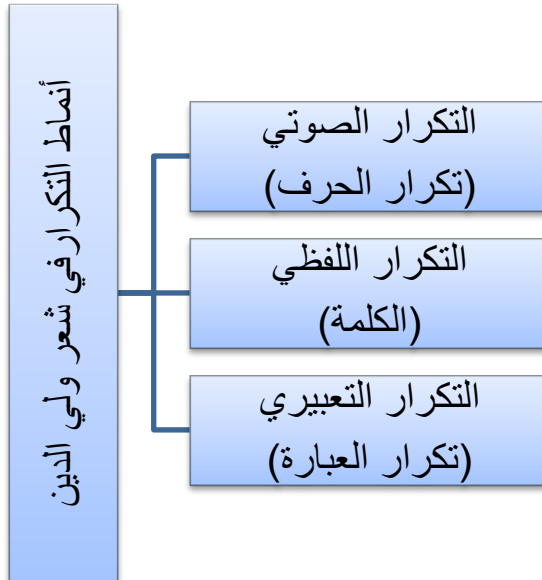 أنماط التكرار في شعر ولي الدين
التكرار الصوتي
(تكرار الحرف)
التكرار اللفظي
(الكلمة)
التكرار التعبيري
(تكرار العبارة)